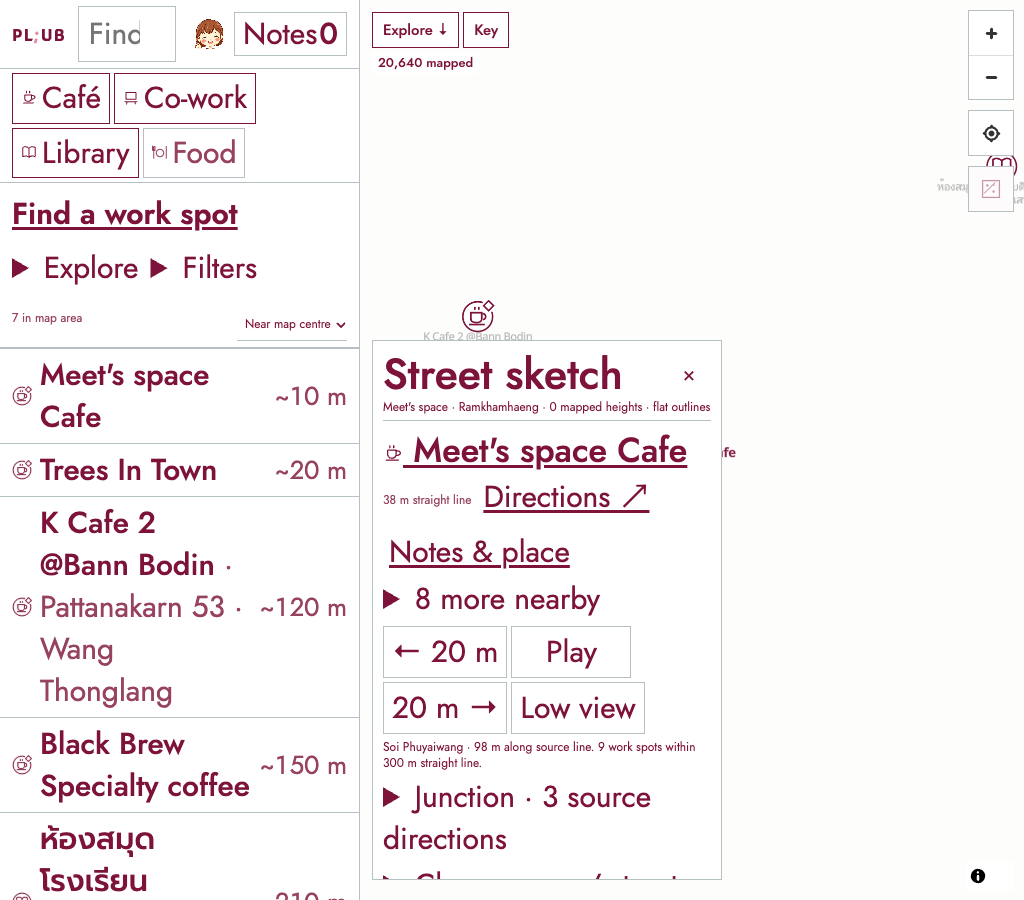 PL;UB
Find
Notes 0
Café
Co-work
Library
Food
Find a work spot
Explore
Filters
7 in map area
Near map centre
Meet's space
Cafe
~10 m
Trees In Town
~20 m
K Cafe 2
@Bann Bodin ·
Pattanakarn 53 ·
Wang
Thonglang
~120 m
Black Brew
Specialty coffee
~150 m
ห้องสมุด
โรงเรียน
Explore ↓
Key
20,640 mapped
+
−
K Cafe 2 @Bann Bodin
Street sketch
×
Meet's space · Ramkhamhaeng · 0 mapped heights · flat outlines
Meet's space Cafe
38 m straight line
Directions ↗
Notes & place
8 more nearby
← 20 m
Play
20 m →
Low view
Soi Phuyaiwang · 98 m along source line. 9 work spots within
300 m straight line.
Junction · 3 source
directions